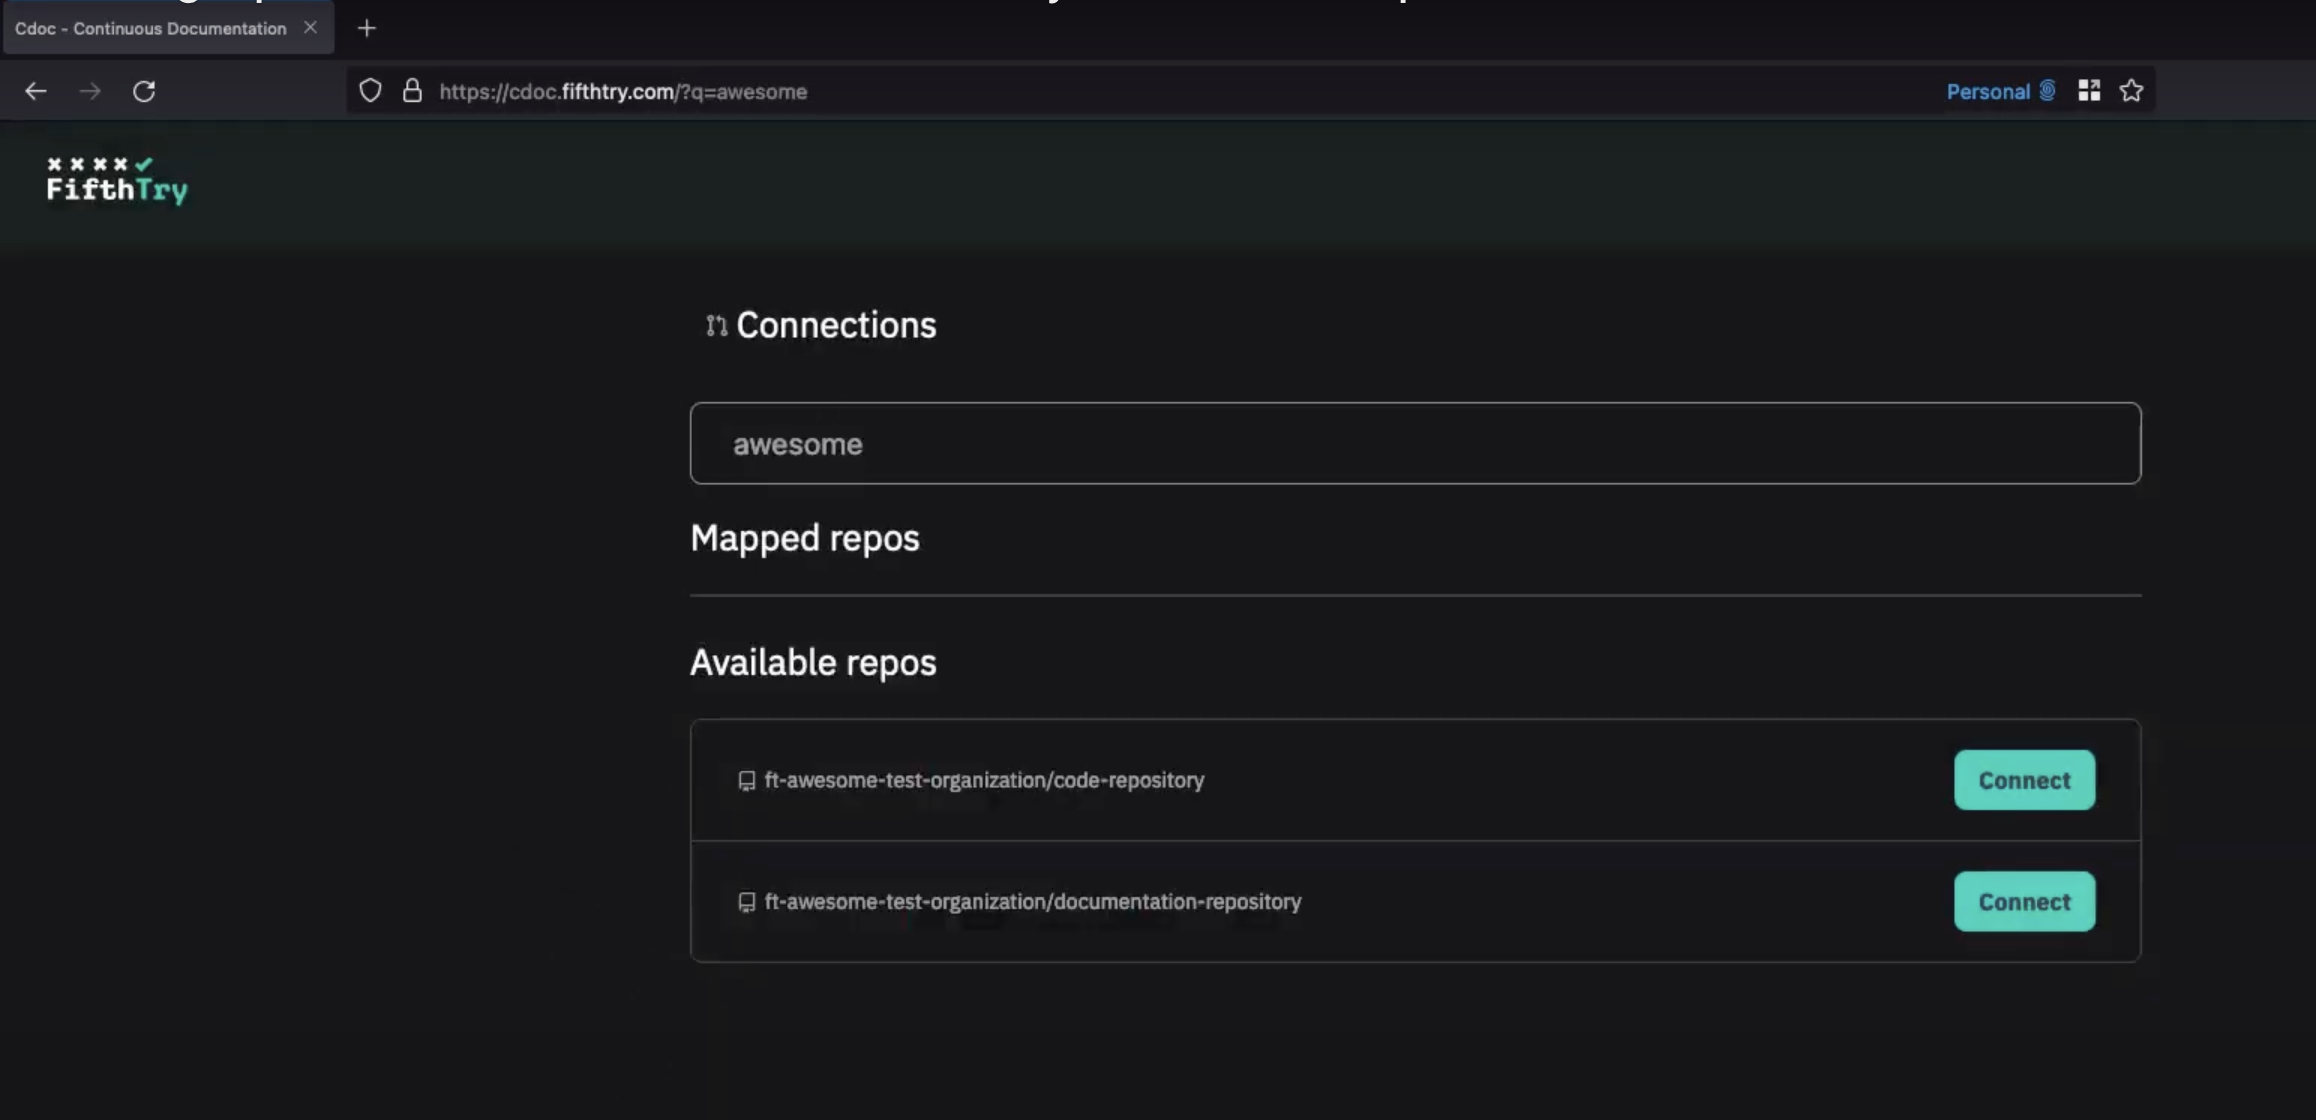 Cdoc - Continuous Documentation
https://cdoc.fifthtry.com/?q=awesome
Personal
FifthTry
Connections
awesome
Mapped repos
Available repos
ft-awesome-test-organization/code-repository
Connect
ft-awesome-test-organization/documentation-repository
Connect